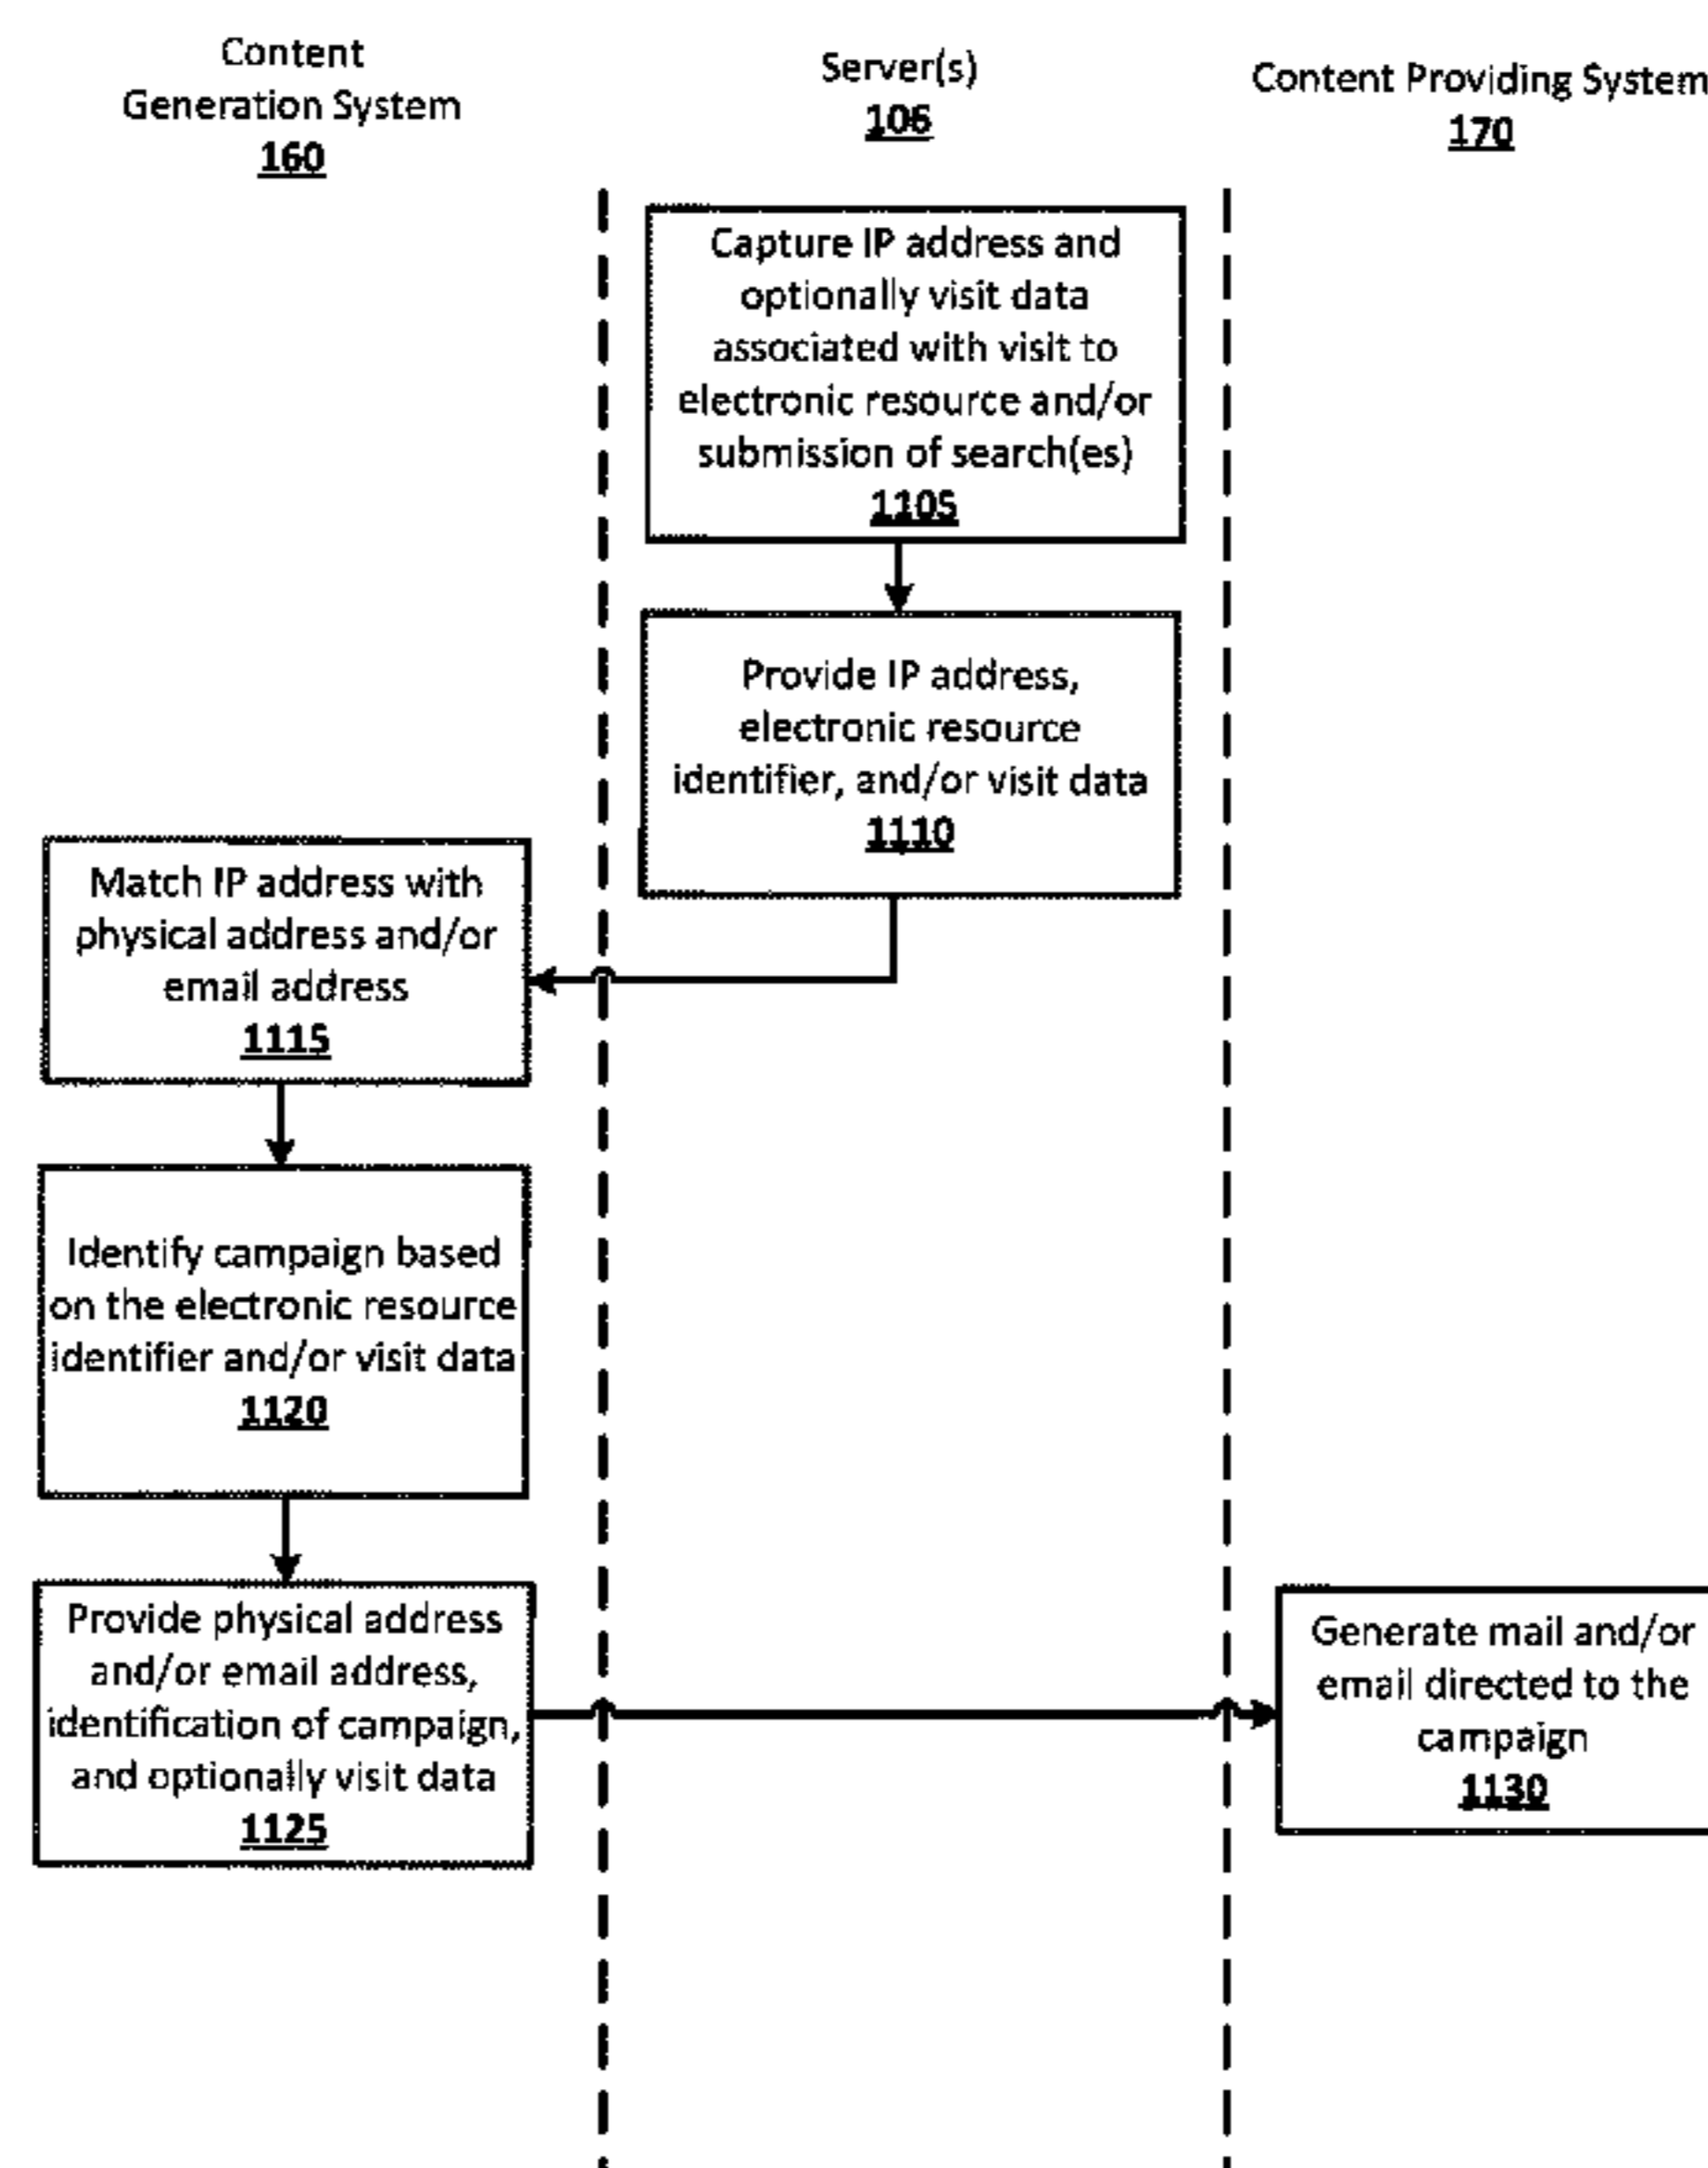 Content
Generation System
160
Server(s)
106
Content Providing System
170
Capture IP address and
optionally visit data
associated with visit to
electronic resource and/or
submission of search(es)
1105
Provide IP address,
electronic resource
identifier, and/or visit data
1110
Match IP address with
physical address and/or
email address
1115
Identify campaign based
on the electronic resource
identifier and/or visit data
1120
Provide physical address
and/or email address,
identification of campaign,
and optionally visit data
1125
Generate mail and/or
email directed to the
campaign
1130